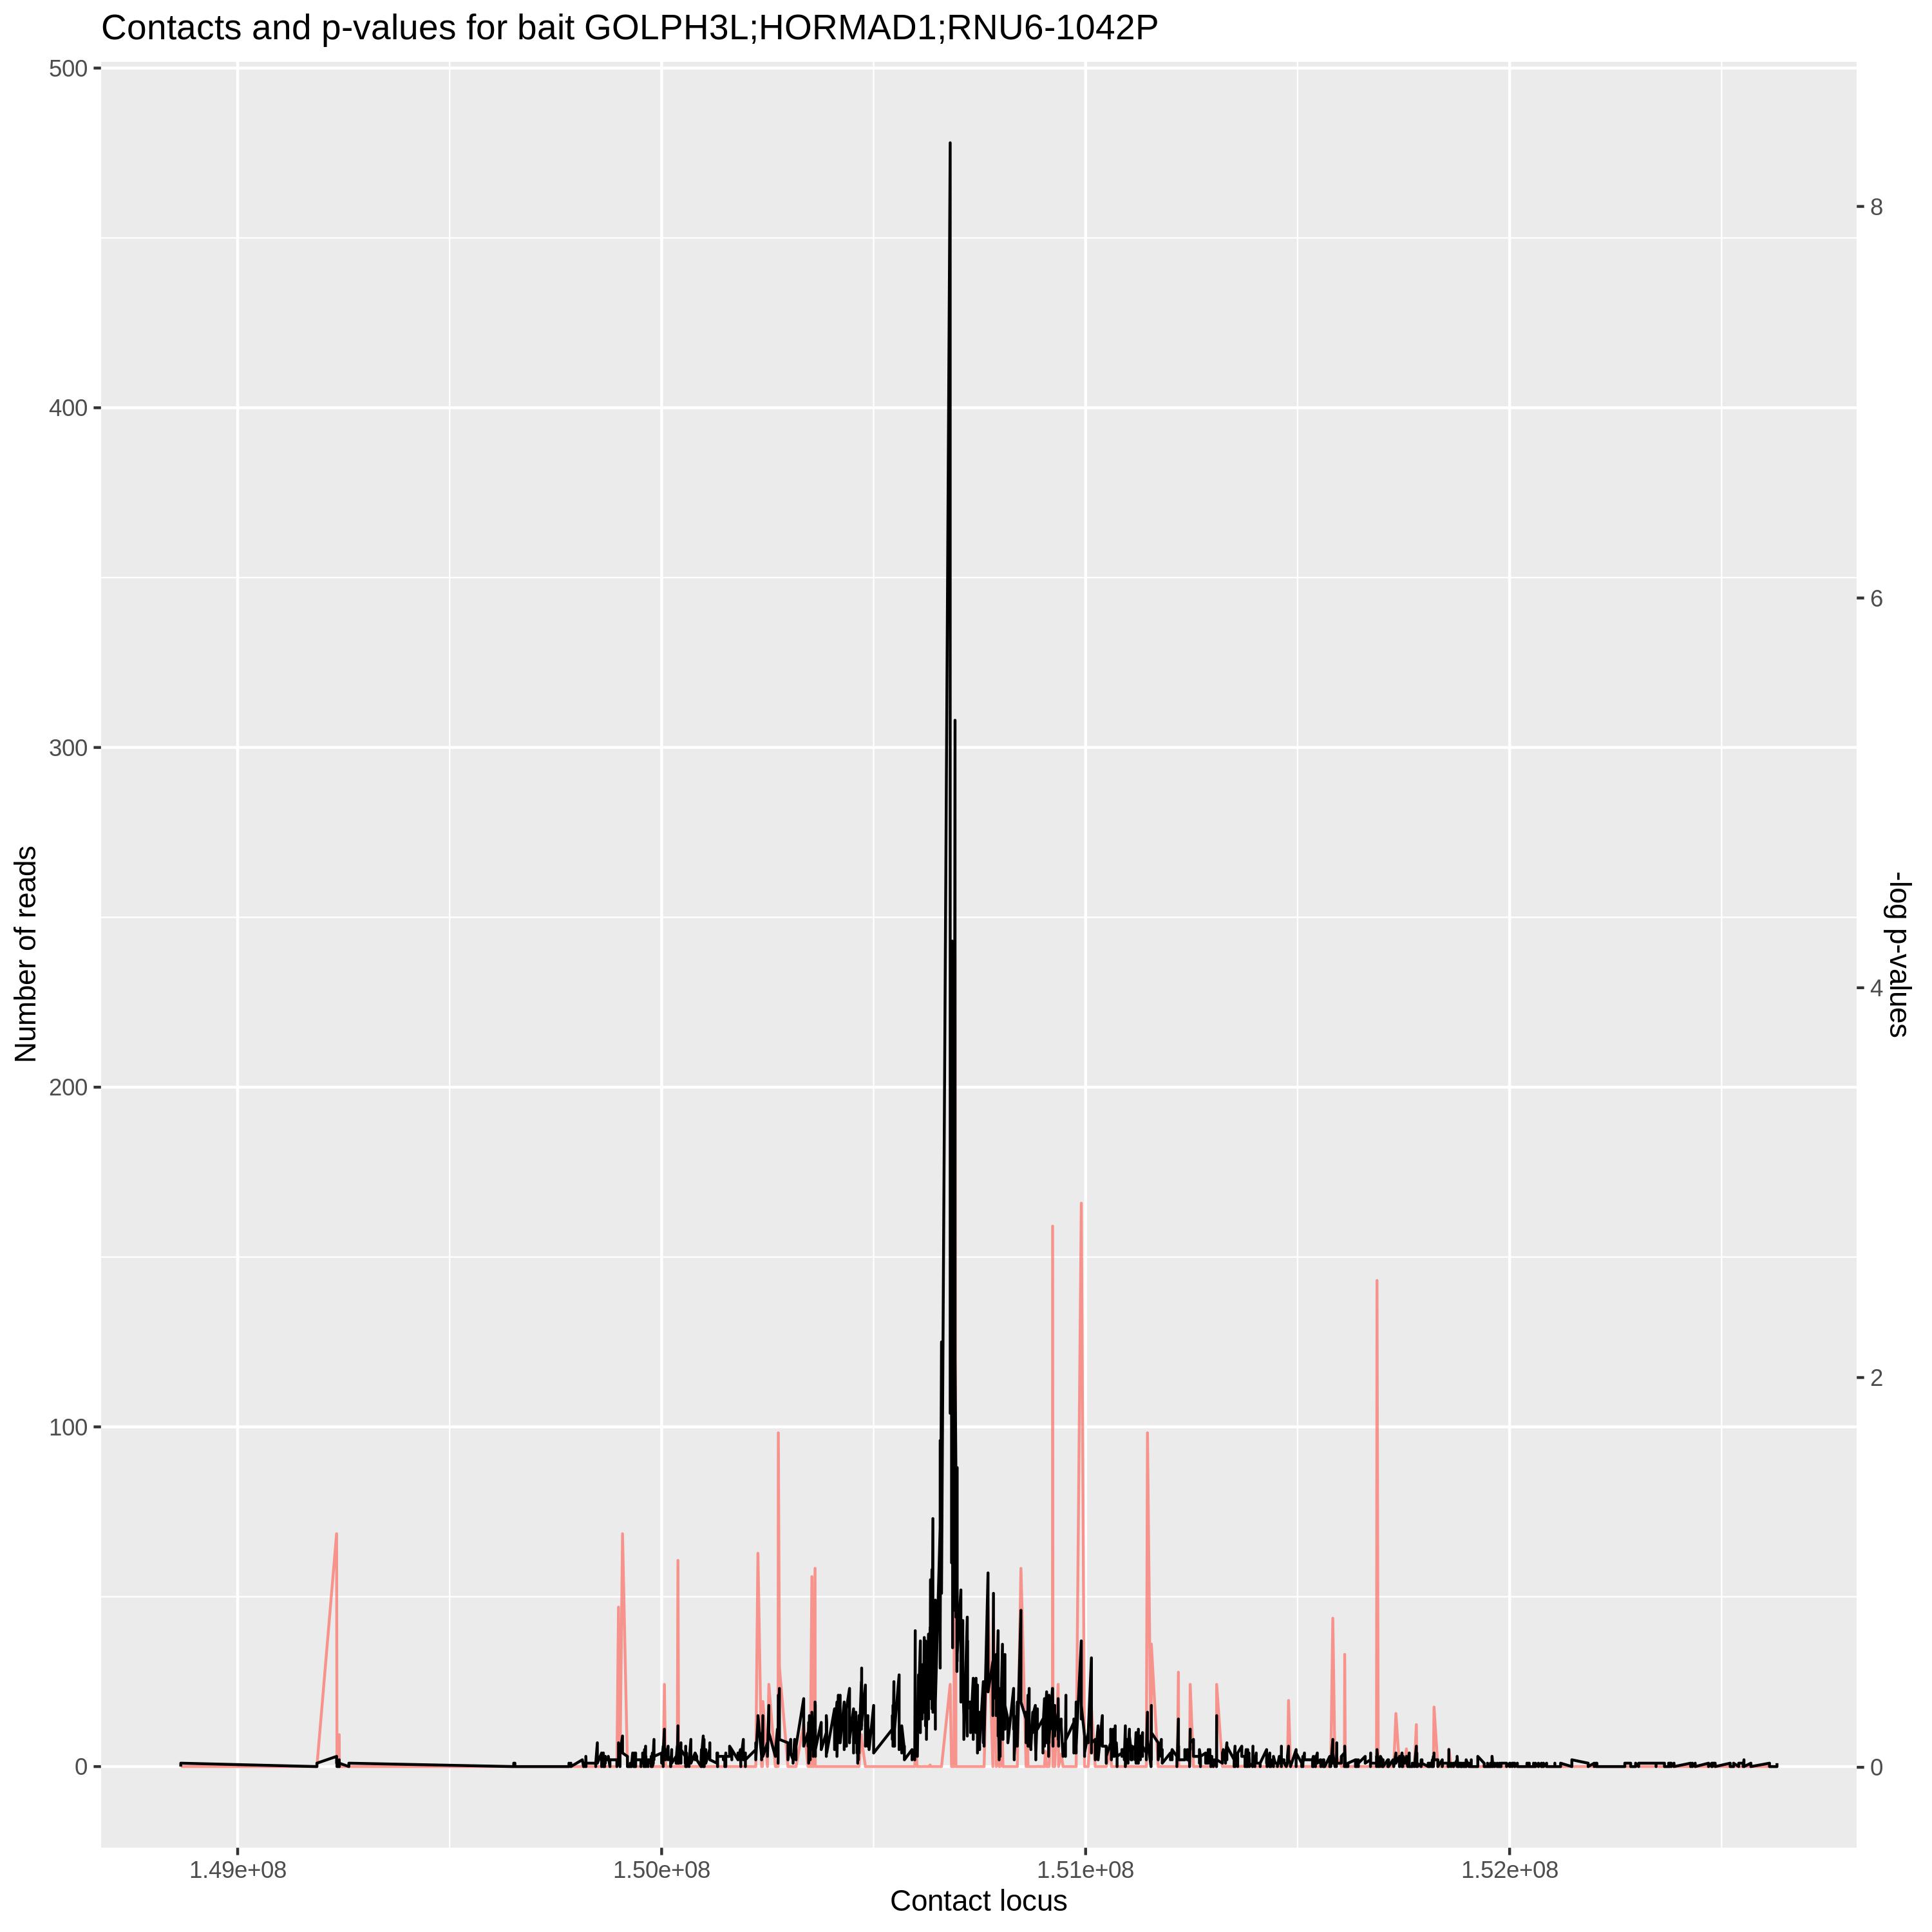 Contacts and p-values for bait GOLPH3L;HORMAD1;RNU6-1042P
500
400
300
200
100
0
Number of reads
8
6
4
2
0
-log p-values
1.49e+08
1.50e+08
1.51e+08
1.52e+08
Contact locus